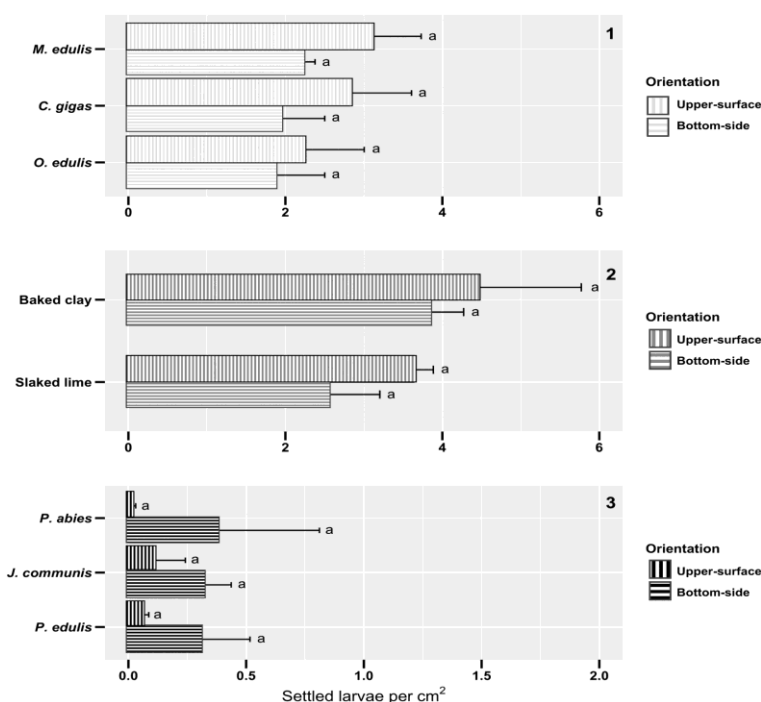 1
M. edulis
a
a
C. gigas
a
a
O. edulis
a
a
0 2 4 6
Orientation
Upper-surface
Bottom-side
2
Baked clay
a
a
Slaked lime
a
a
0 2 4 6
Orientation
Upper-surface
Bottom-side
3
P. abies
a
a
J. communis
a
a
P. edulis
a
a
0.0 0.5 1.0 1.5 2.0
Settled larvae per cm²
Orientation
Upper-surface
Bottom-side